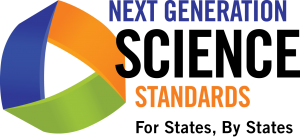 NEXT GENERATION
SCIENCE
STANDARDS
For States, By States